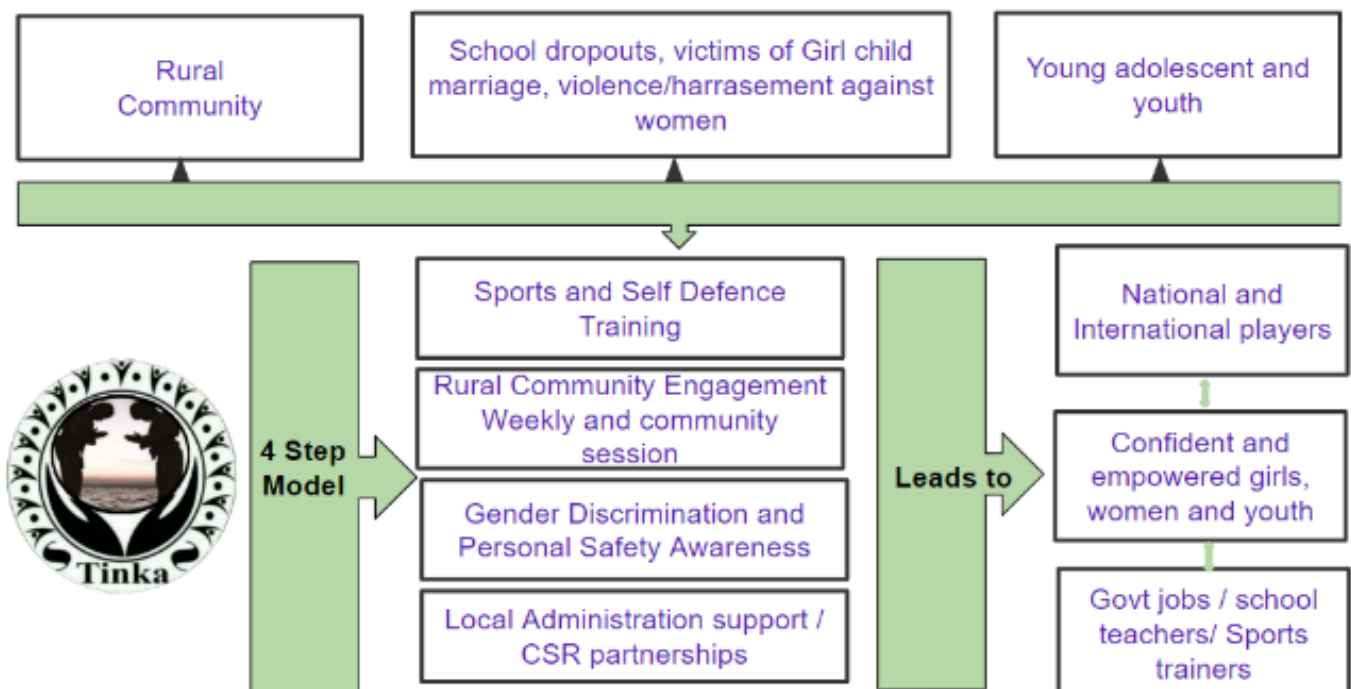 Rural
Community
School dropouts, victims of Girl child
marriage, violence/harrasement against
women
Young adolescent and
youth
Sports and Self Defence
Training
Rural Community Engagement
Weekly and community
session
Gender Discrimination and
Personal Safety Awareness
Local Administration support /
CSR partnerships
4 Step
Model
Tinka
Leads to
National and
International players
Confident and
empowered girls,
women and youth
Govt jobs / school
teachers/ Sports
trainers